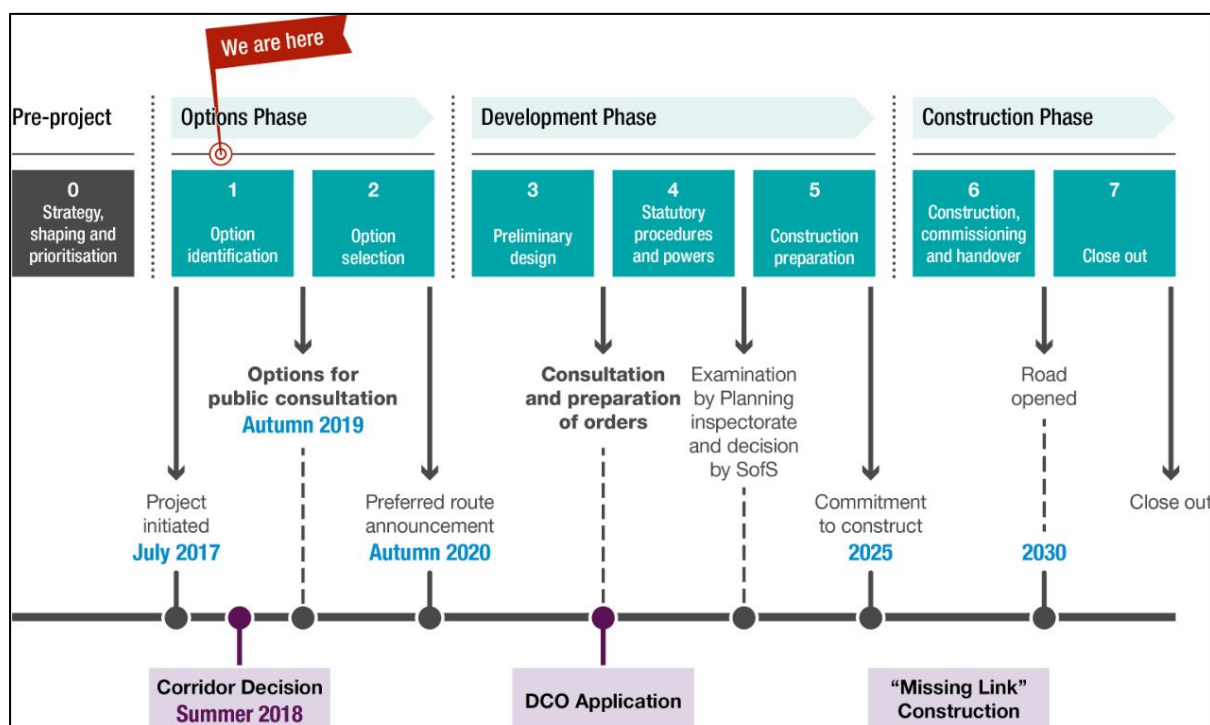 We are here
Pre-project
Options Phase
Development Phase
Construction Phase
0
Strategy,
shaping and
prioritisation
1
Option
identification
2
Option
selection
3
Preliminary
design
4
Statutory
procedures
and powers
5
Construction
preparation
6
Construction,
commissioning
and handover
7
Close out
Options for
public consultation
Autumn 2019
Consultation
and preparation
of orders
Examination
by Planning
inspectorate
and decision
by SofS
Road
opened
Project
initiated
July 2017
Preferred route
announcement
Autumn 2020
Commitment
to construct
2025
2030
Close out
Corridor Decision
Summer 2018
DCO Application
“Missing Link”
Construction